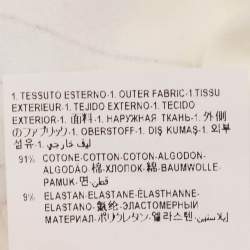 1. TESSUTO ESTERNO-1. OUTER FABRIC-1.TISSU
EXTERIEUR-1. TEJIDO EXTERNO-1. TECIDO
EXTERIOR-1. 面料-1. НАРУЖНАЯ ТКАНЬ-1. 外側
のファブリック-1. OBERSTOFF-1. DIŞ KUMAŞ-1. 외부
섬유-1. ليف خارجي
91% COTONE-COTTON-COTON-ALGODON-
ALGODÃO-棉-ХЛОПОК-綿-BAUMWOLLE-
PAMUK-면-قطن
9% ELASTAN-ELASTANE-ELASTHANNE-
ELASTANO-氨纶-ЭЛАСТОМЕРНЫЙ
МАТЕРИАЛ-ポリウレタン-엘라스텐-إيلاستين